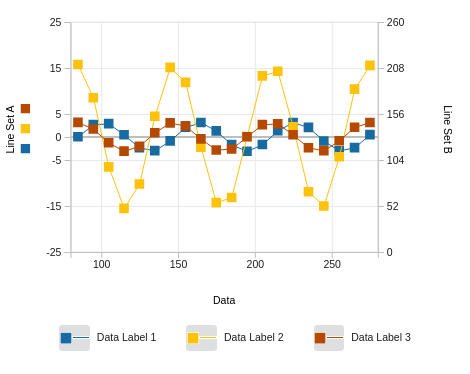 25
15
5
0
-5
-15
-25
260
208
156
104
52
0
100
150
200
250
Line Set A
Line Set B
Data
Data Label 1
Data Label 2
Data Label 3